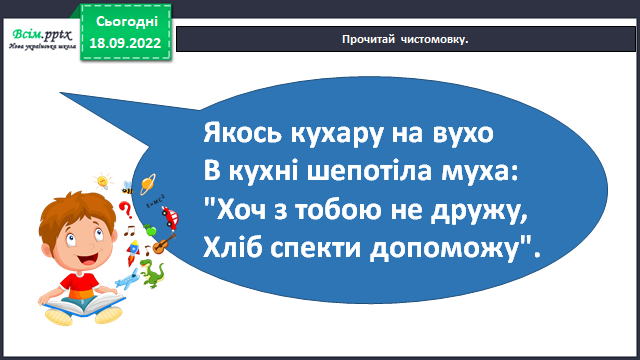 Всім.pptx
Нова українська школа
Сьогодні
18.09.2022
Прочитай чистомовку.
Якось кухару на вухо
В кухні шепотіла муха:
"Хоч з тобою не дружу,
Хліб спекти допоможу".
E=mc2